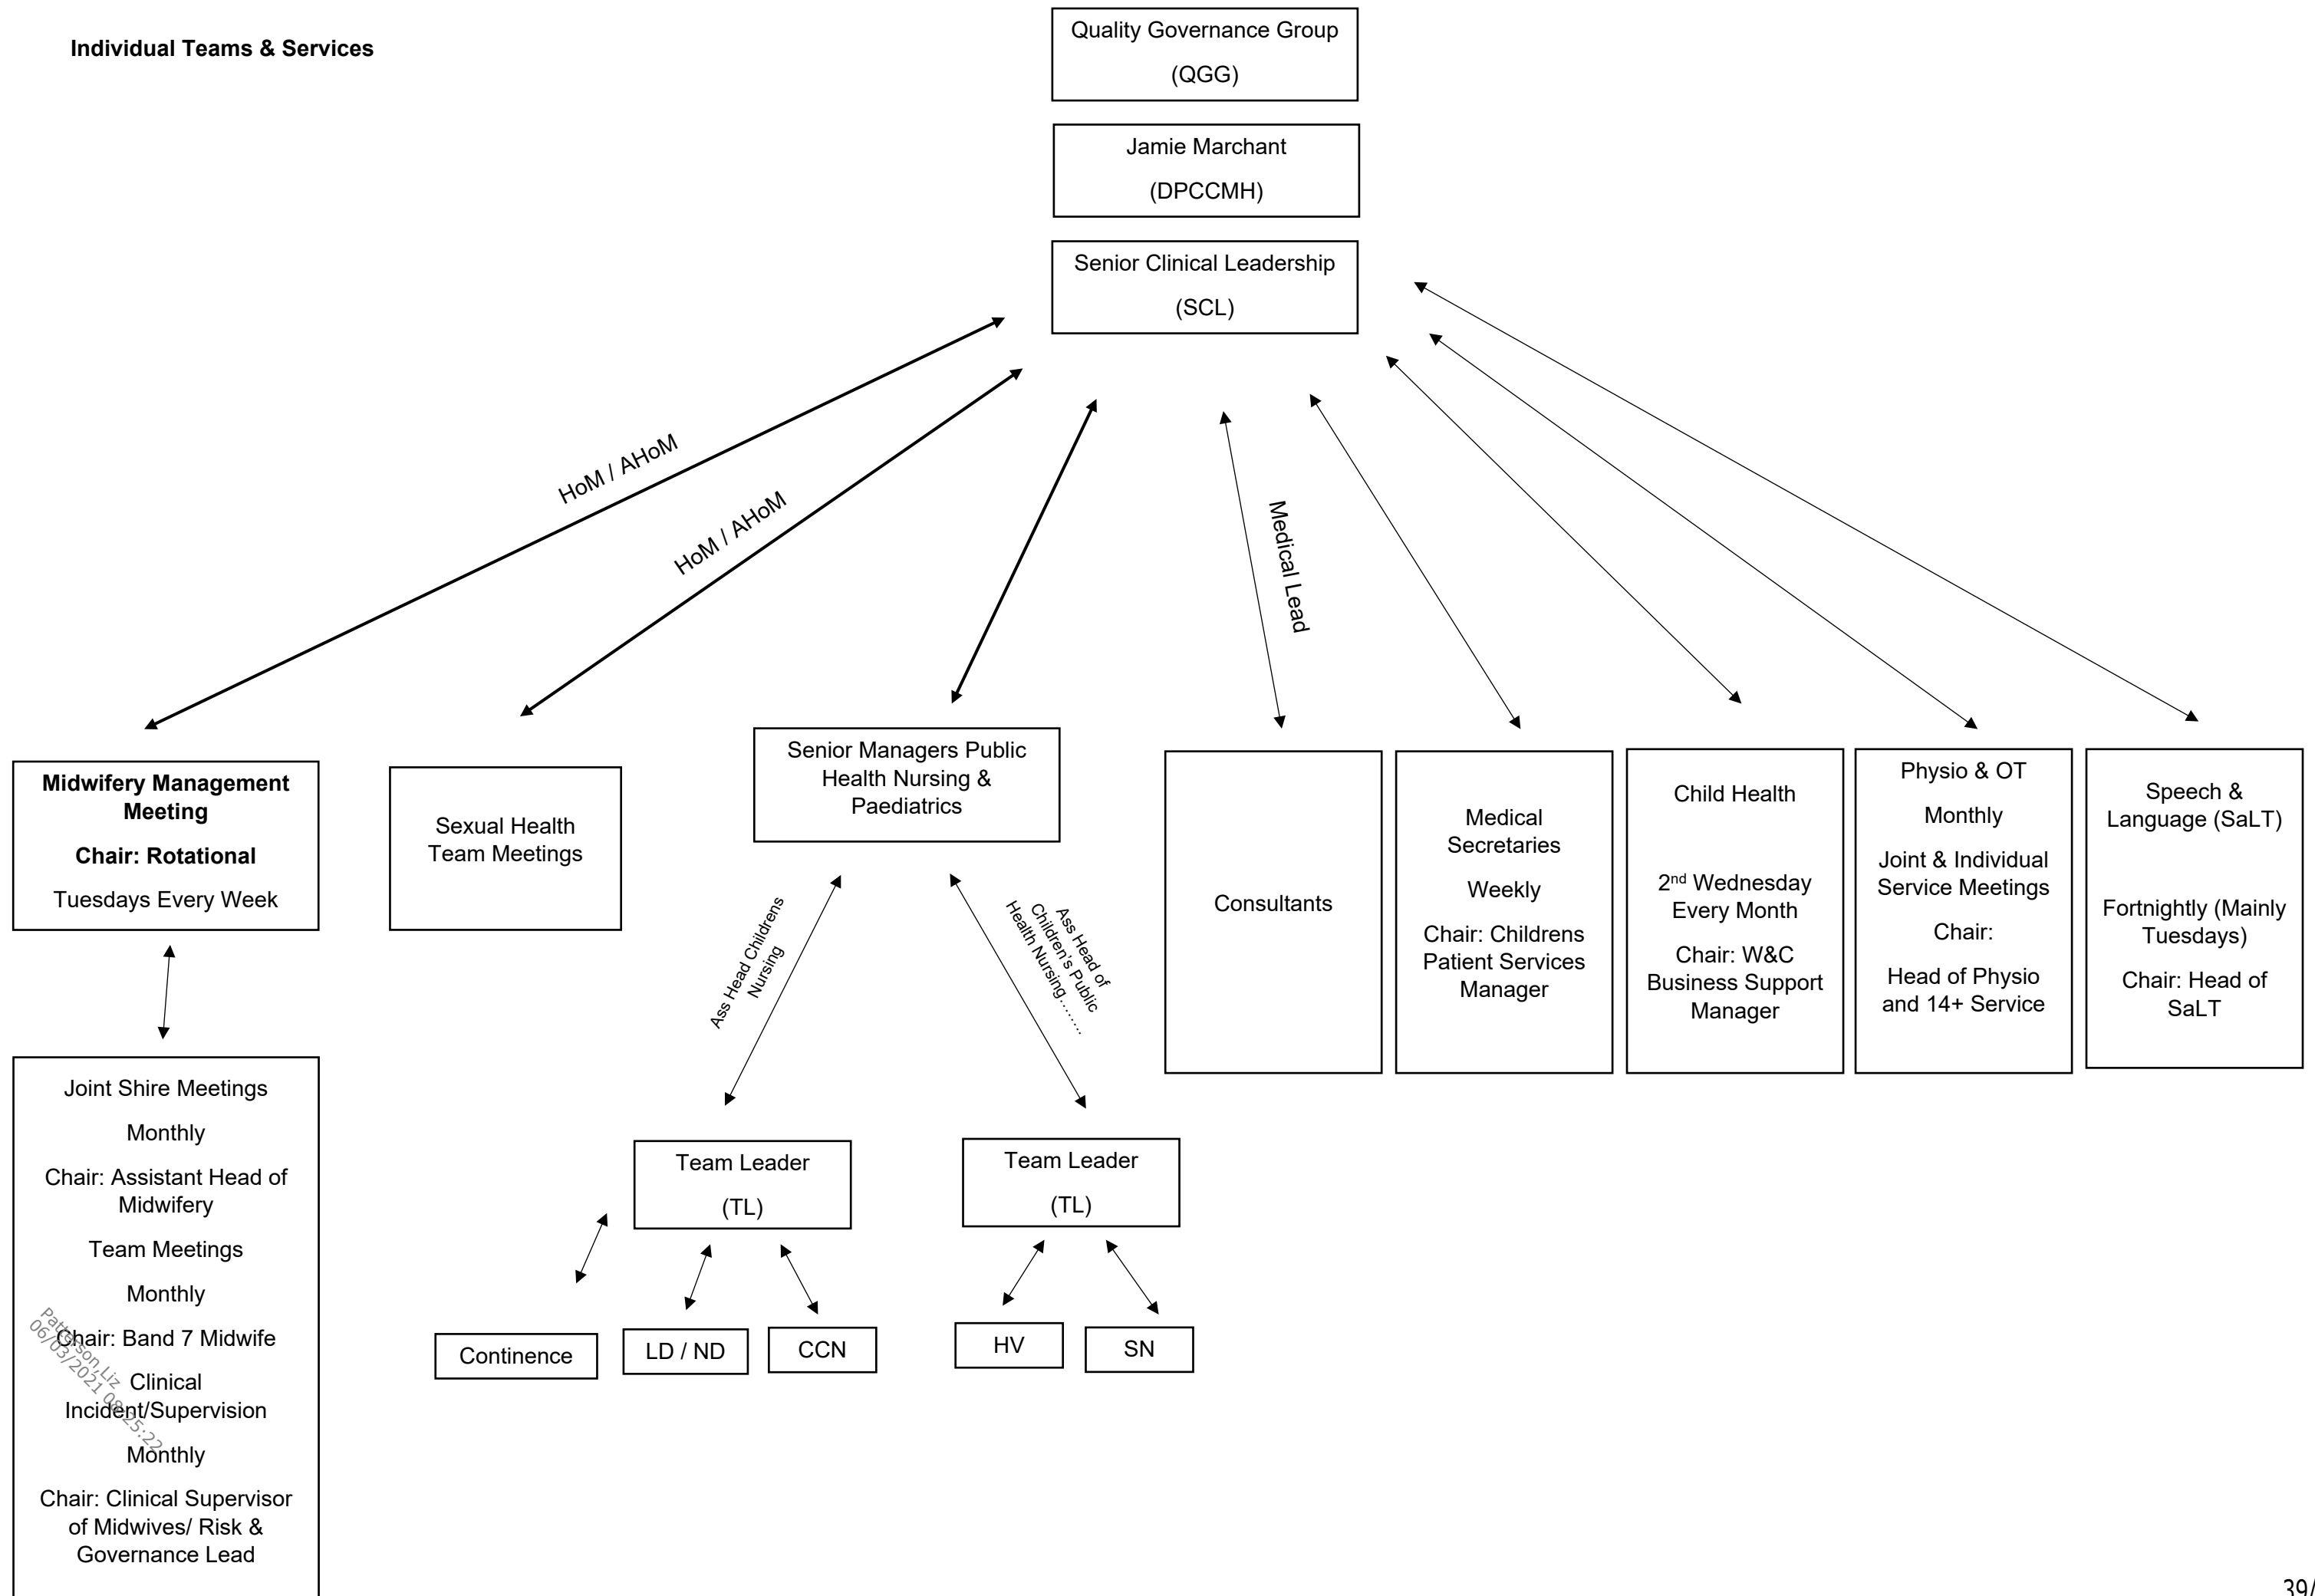 Individual Teams & Services
Quality Governance Group
(QGG)
Jamie Marchant
(DPCCMH)
Senior Clinical Leadership
(SCL)
HoM / AHoM
HoM / AHoM
Medical Lead
Midwifery Management
Meeting
Chair: Rotational
Tuesdays Every Week
Sexual Health
Team Meetings
Senior Managers Public
Health Nursing &
Paediatrics
Consultants
Medical
Secretaries
Weekly
Chair: Childrens
Patient Services
Manager
Child Health
2nd Wednesday
Every Month
Chair: W&C
Business Support
Manager
Physio & OT
Monthly
Joint & Individual
Service Meetings
Chair:
Head of Physio
and 14+ Service
Speech &
Language (SaLT)
Fortnightly (Mainly
Tuesdays)
Chair: Head of
SaLT
Ass Head Childrens
Nursing
Ass Head of
Children's Public
Health Nursing………
Joint Shire Meetings
Monthly
Chair: Assistant Head of
Midwifery
Team Meetings
Monthly
Chair: Band 7 Midwife
Clinical
Incident/Supervision
Monthly
Chair: Clinical Supervisor
of Midwives/ Risk &
Governance Lead
Team Leader
(TL)
Team Leader
(TL)
Continence
LD / ND
CCN
HV
SN
Patterson,Liz
06/03/2021 08:25:22
39/